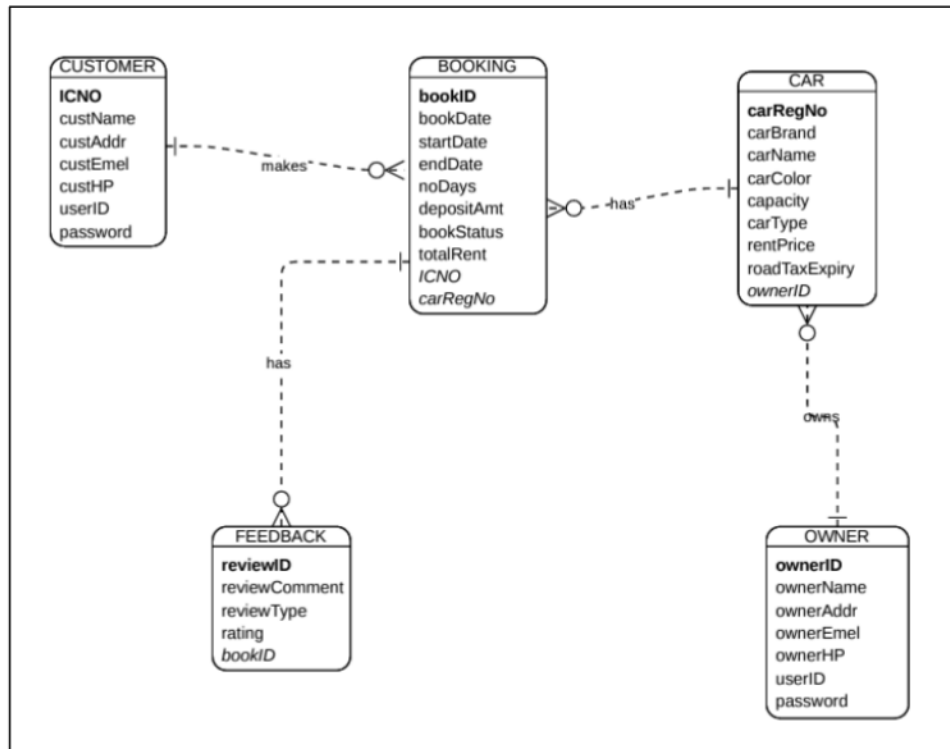 CUSTOMER
ICNO
custName
custAddr
custEmel
custHP
userID
password
makes
BOOKING
bookID
bookDate
startDate
endDate
noDays
depositAmt
bookStatus
totalRent
ICNO
carRegNo
has
CAR
carRegNo
carBrand
carName
carColor
capacity
carType
rentPrice
roadTaxExpiry
ownerID
has
owns
FEEDBACK
reviewID
reviewComment
reviewType
rating
bookID
OWNER
ownerID
ownerName
ownerAddr
ownerEmel
ownerHP
userID
password